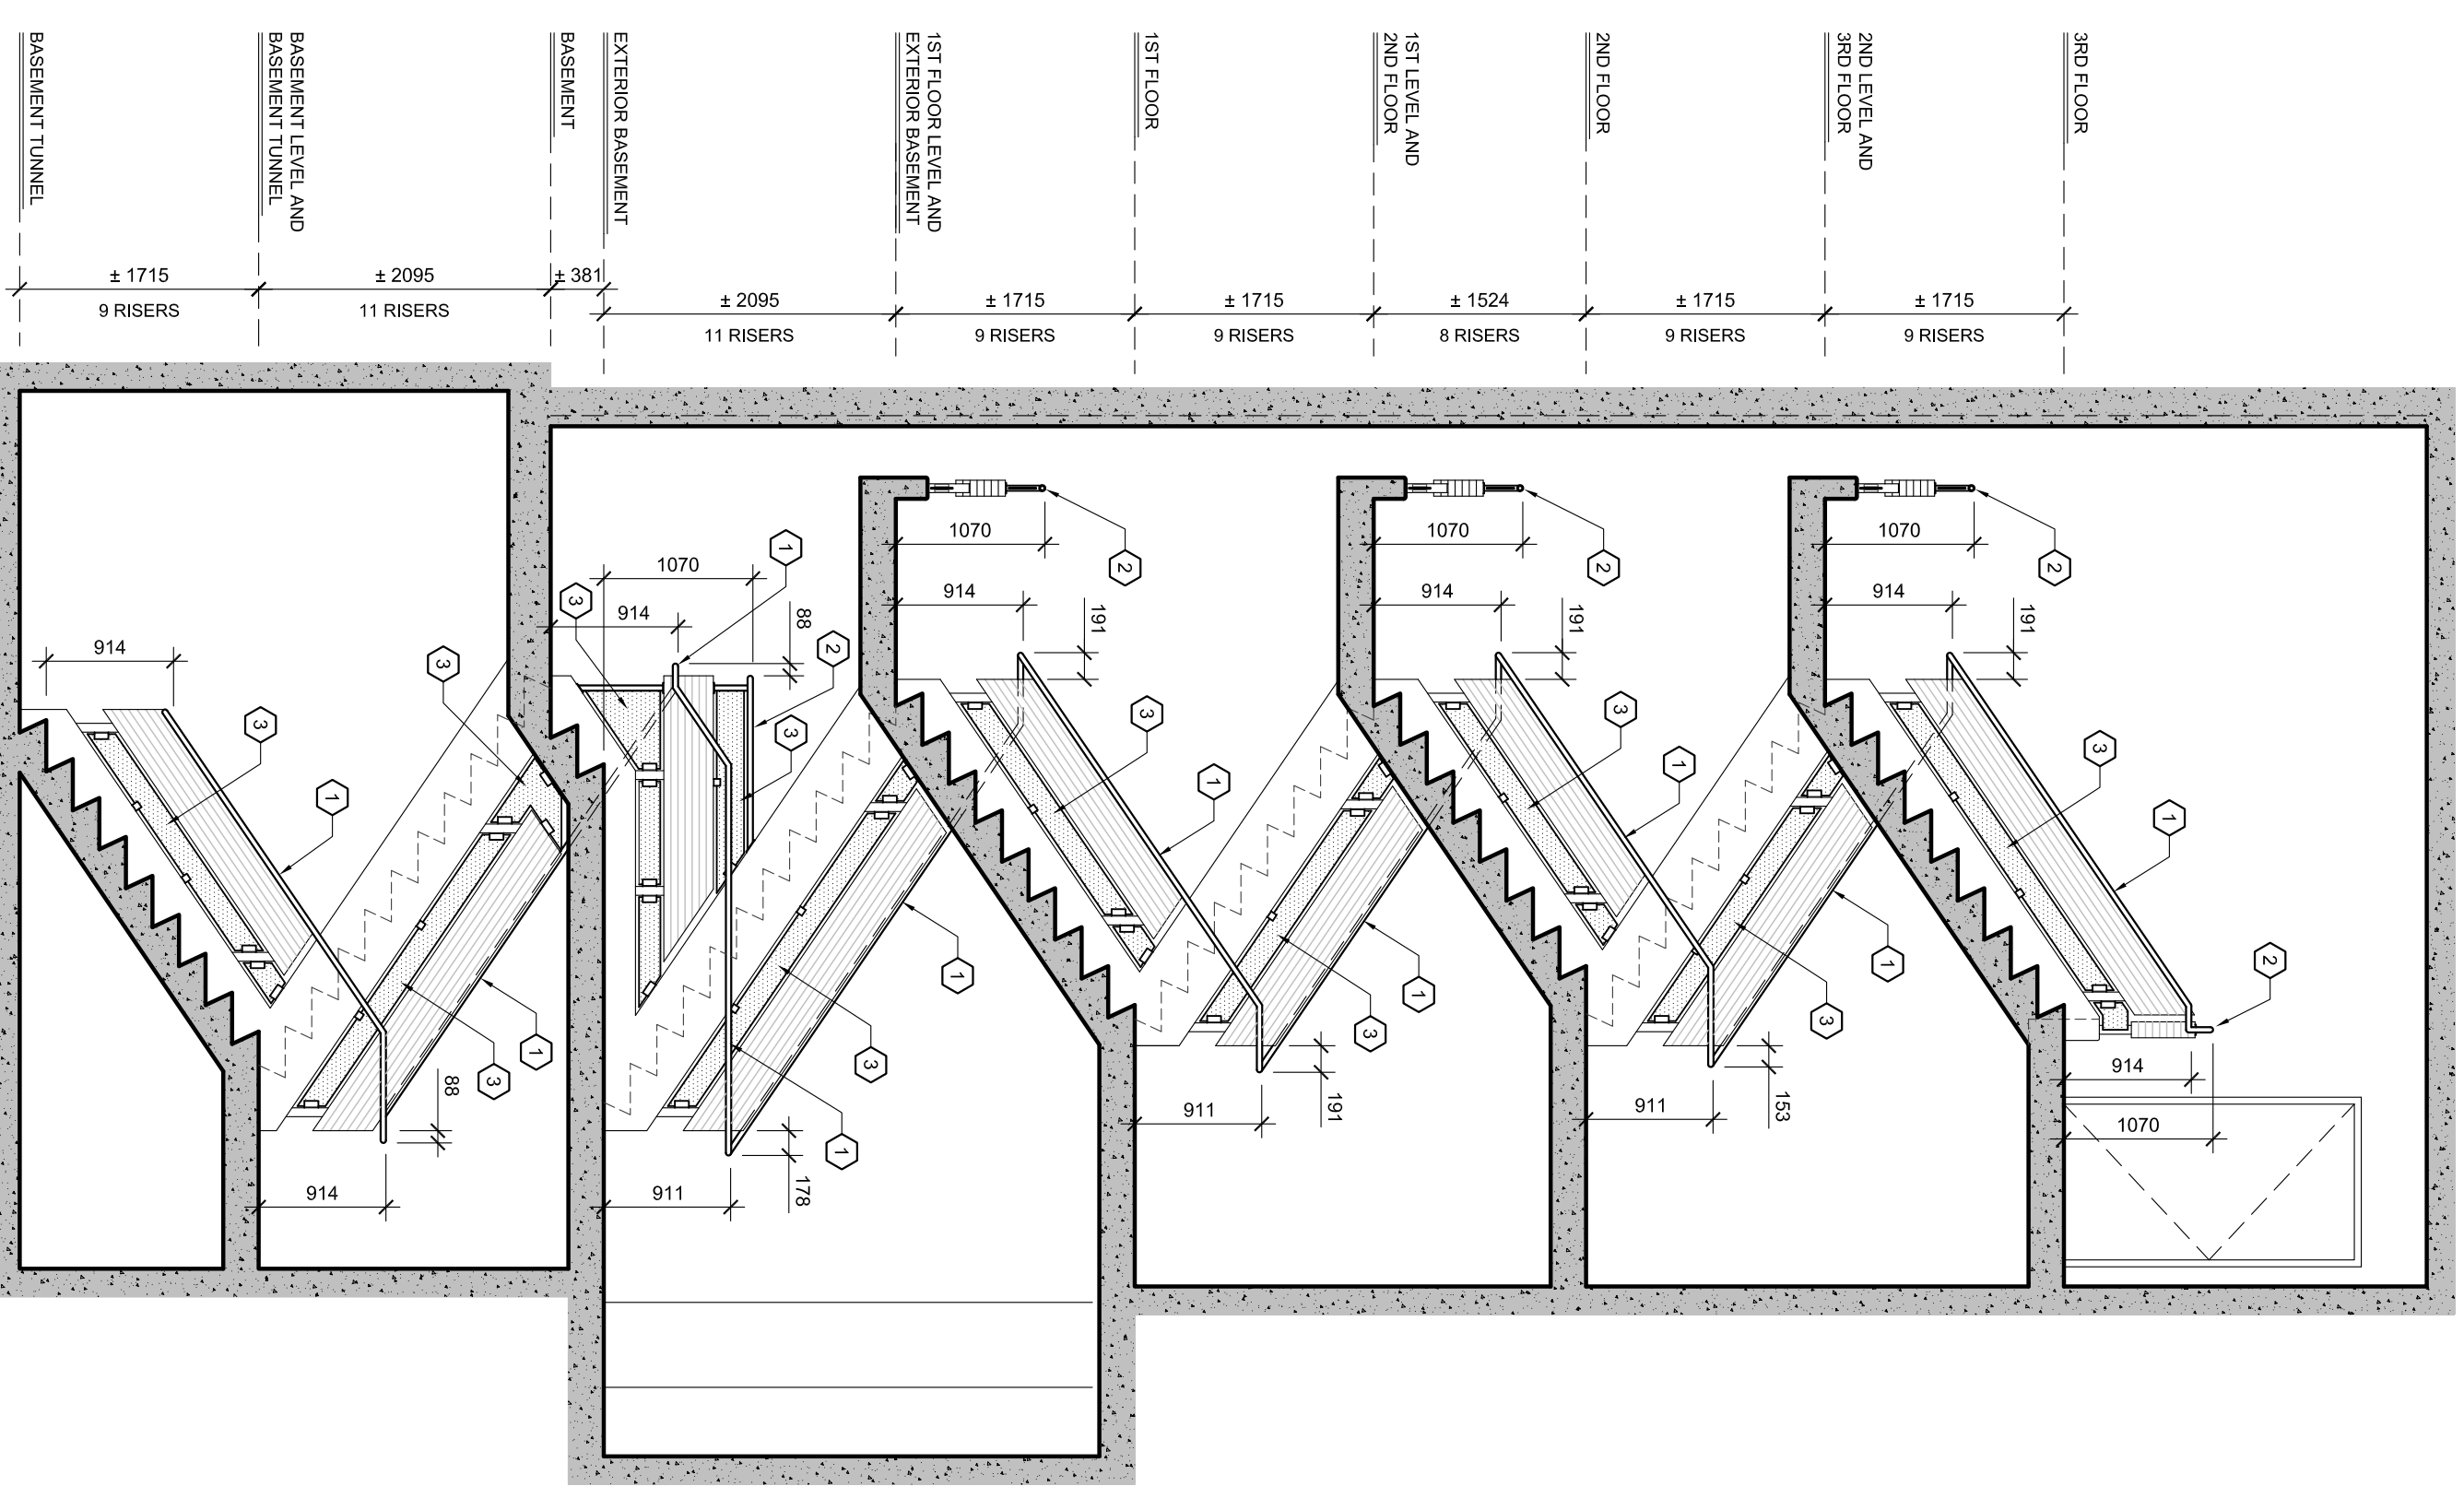 BASEMENT TUNNEL
BASEMENT LEVEL AND
BASEMENT TUNNEL
BASEMENT
EXTERIOR BASEMENT
1ST FLOOR LEVEL AND
EXTERIOR BASEMENT
1ST FLOOR
1ST LEVEL AND
2ND FLOOR
2ND FLOOR
2ND LEVEL AND
3RD FLOOR
3RD FLOOR
± 1715
9 RISERS
± 2095
11 RISERS
± 381
± 2095
11 RISERS
± 1715
9 RISERS
± 1715
9 RISERS
± 1524
8 RISERS
± 1715
9 RISERS
± 1715
9 RISERS
1070
2
1070
2
1070
2
1070
1
3
914
88
2
3
914
191
914
191
914
191
914
3
3
1
3
1
3
1
3
1
2
3
1
88
914
1
3
1
911
178
1
3
911
191
1
3
911
153
914
1070